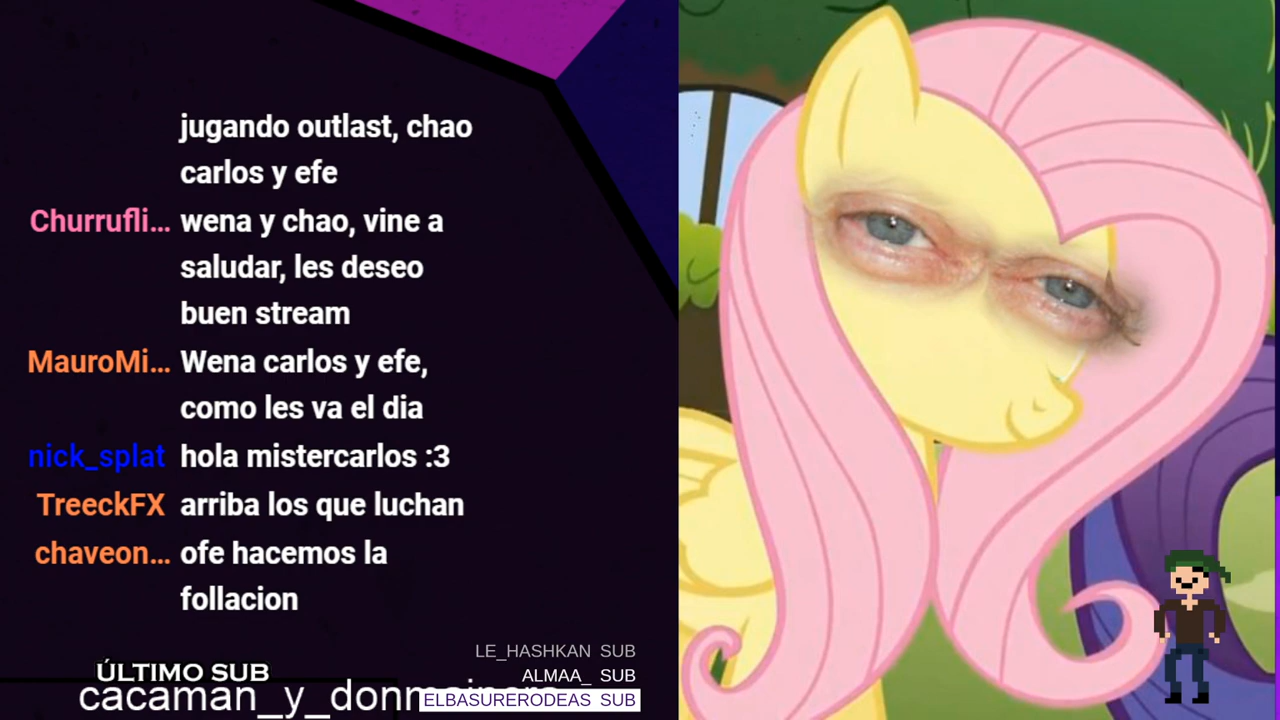 jugando outlast, chao
carlos y efe
Churrufli... wena y chao, vine a
saludar, les deseo
buen stream
MauroMi... Wena carlos y efe,
como les va el dia
nick_splat hola mistercarlos :3
TreeckFX arriba los que luchan
chaveon... ofe hacemos la
follacion
LE_HASHKAN SUB
ÚLTIMO SUB
ALMAA_ SUB
cacaman_y_donm
ELBASURERODEAS SUB